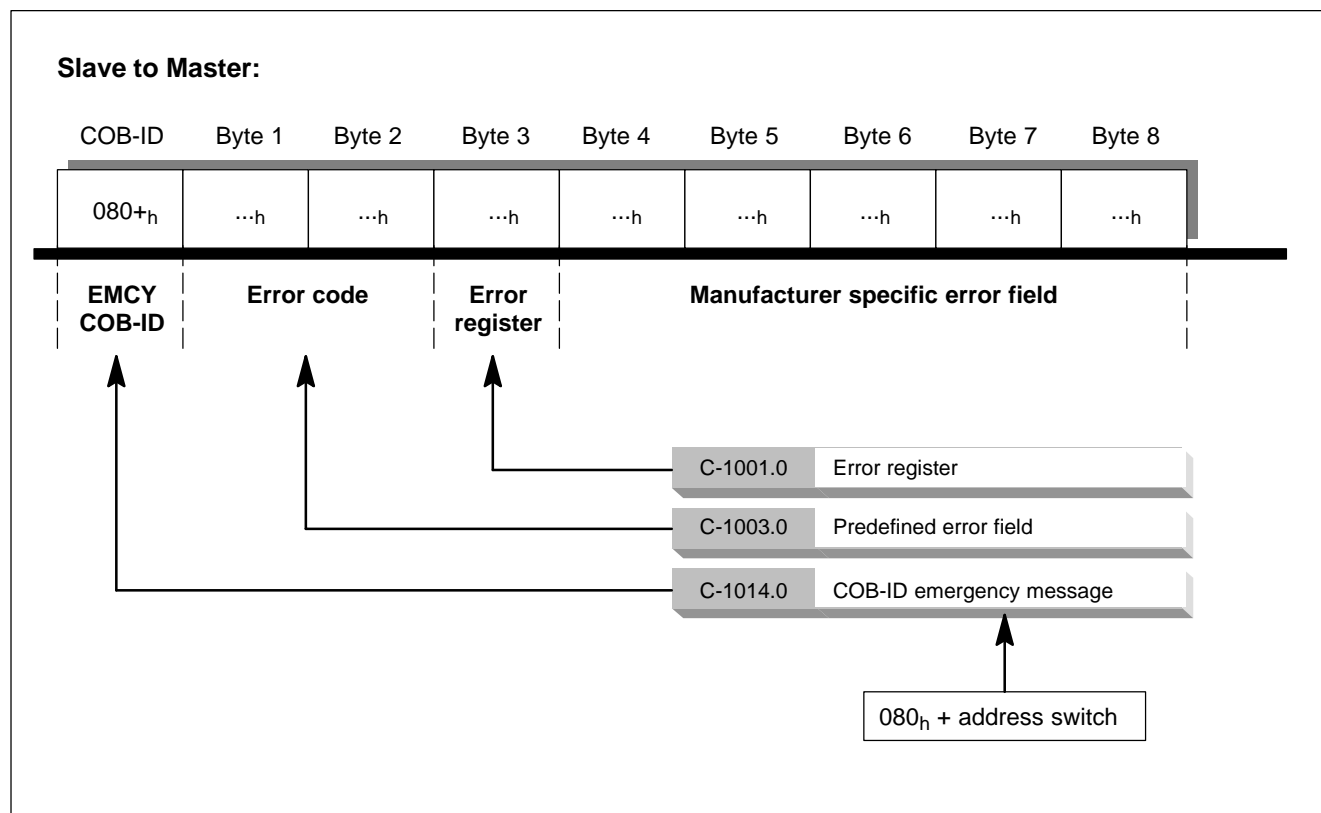 Slave to Master:
COB-ID Byte 1 Byte 2 Byte 3 Byte 4 Byte 5 Byte 6 Byte 7 Byte 8
080+h ...h ...h ...h ...h ...h ...h ...h ...h
EMCY Error code Error Manufacturer specific error field
COB-ID register
C-1001.0 Error register
C-1003.0 Predefined error field
C-1014.0 COB-ID emergency message
080h + address switch